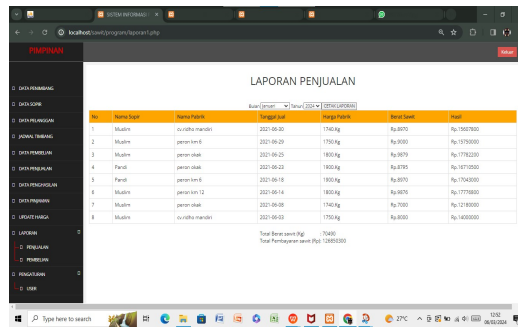 SISTEM INFORMASI
localhost/sawit/program/laporan1.php
PIMPINAN
Keluar
DATA PENIMBANG
DATA SOPIR
DATA PELANGGAN
JADWAL TIMBANG
DATA PEMBELIAN
DATA PENJUALAN
DATA PENGHASILAN
DATA PINJAMAN
UPDATE HARGA
LAPORAN
PENJUALAN
PEMBELIAN
PENGATURAN
USER
LAPORAN PENJUALAN
Bulan Januari Tahun 2024 CETAK LAPORAN
No Nama Sopir Nama Pabrik Tanggal Jual Harga Pabrik Berat Sawit Hasil
1 Muslim cv.ridho mandiri 2021-06-30 1740 Kg Rp.8970 Rp.15607800
2 Muslim peron km 6 2021-06-29 1750 Kg Rp.9000 Rp.15750000
3 Muslim peron okak 2021-06-25 1800 Kg Rp.9879 Rp.17782200
4 Pandi peron okak 2021-06-23 1900 Kg Rp.8795 Rp.16710500
5 Pandi peron km 6 2021-06-18 1900 Kg Rp.8970 Rp.17043000
6 Muslim peron km 12 2021-06-14 1800 Kg Rp.9876 Rp.17776800
7 Muslim peron okak 2021-06-08 1740 Kg Rp.7000 Rp.12180000
8 Muslim cv.ridho mandiri 2021-06-03 1750 Kg Rp.8000 Rp.14000000
Total Berat sawit (Kg) : 70490
Total Pembayaran sawit (Rp): 126850300
Type here to search
27°C
12:52
06/03/2024